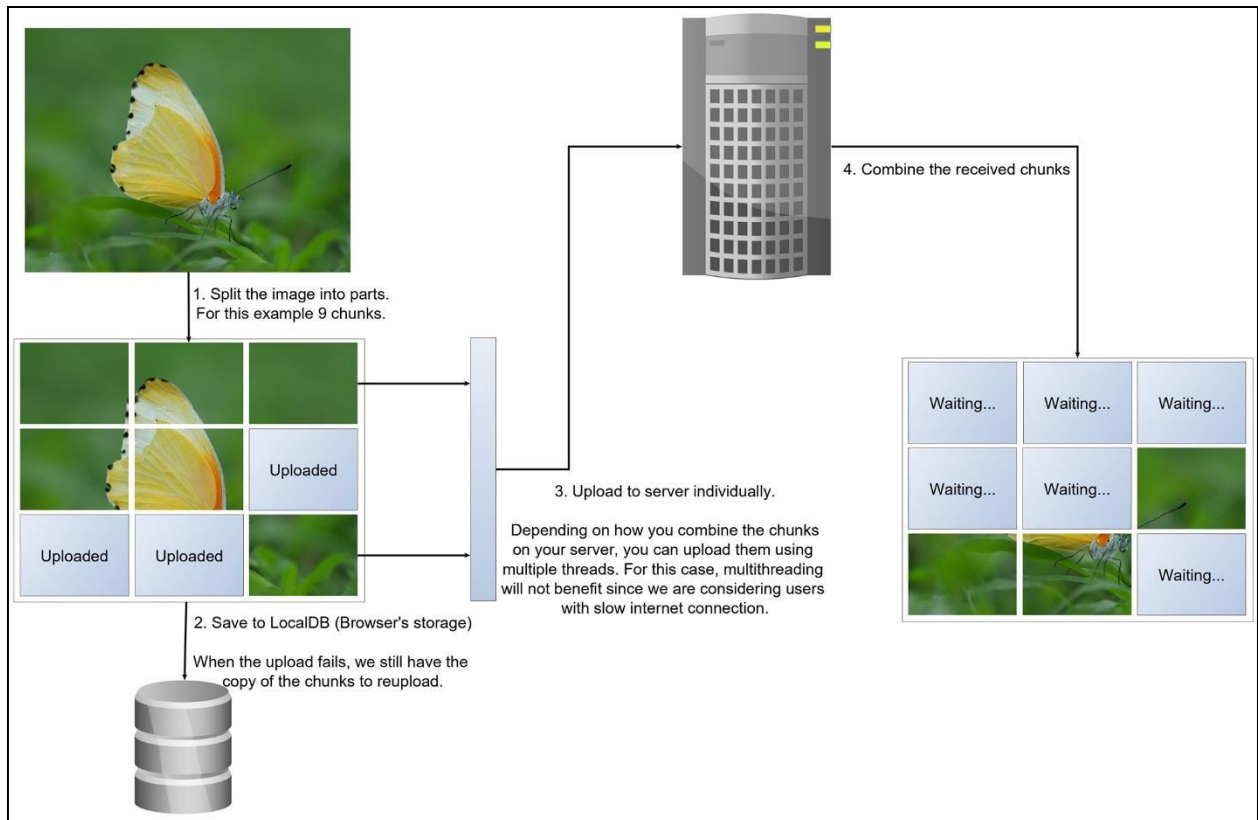 1. Split the image into parts.
For this example 9 chunks.
Uploaded
Uploaded
Uploaded
2. Save to LocalDB (Browser's storage)
When the upload fails, we still have the
copy of the chunks to reupload.
3. Upload to server individually.
Depending on how you combine the chunks
on your server, you can upload them using
multiple threads. For this case, multithreading
will not benefit since we are considering users
with slow internet connection.
4. Combine the received chunks
Waiting...
Waiting...
Waiting...
Waiting...
Waiting...
Waiting...